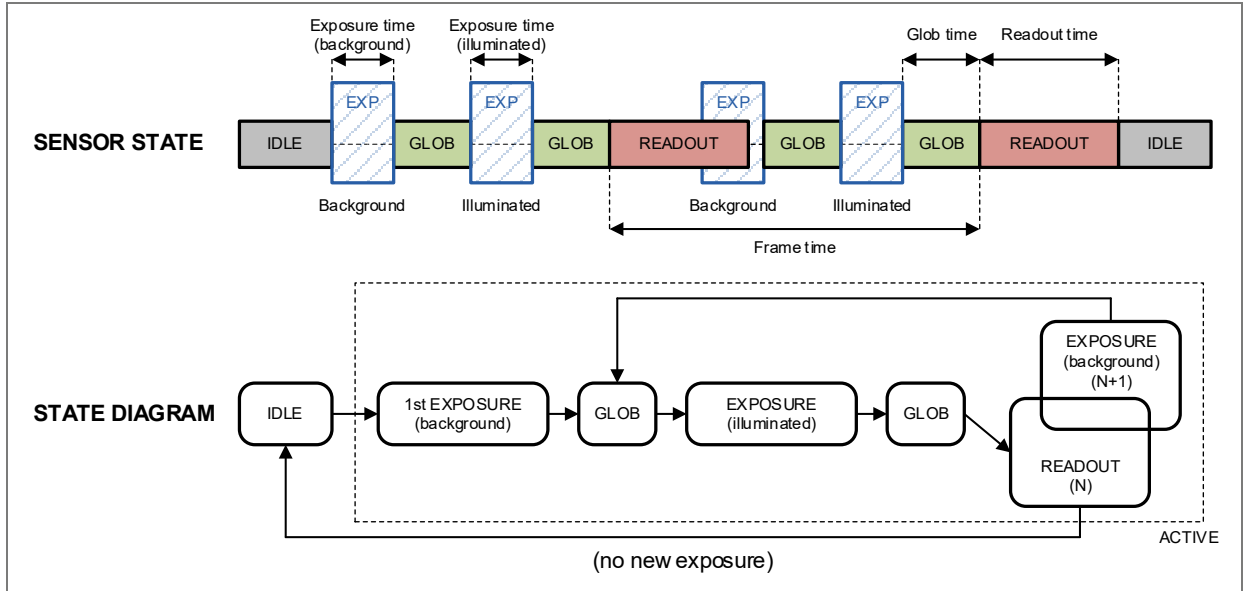 Exposure time
(background)
Exposure time
(illuminated)
Glob time
Readout time
SENSOR STATE
IDLE
EXP
GLOB
EXP
GLOB
READOUT
EXP
GLOB
EXP
GLOB
READOUT
IDLE
Background
Illuminated
Background
Illuminated
Frame time
STATE DIAGRAM
IDLE
1st EXPOSURE
(background)
GLOB
EXPOSURE
(illuminated)
GLOB
EXPOSURE
(background)
(N+1)
READOUT
(N)
ACTIVE
(no new exposure)